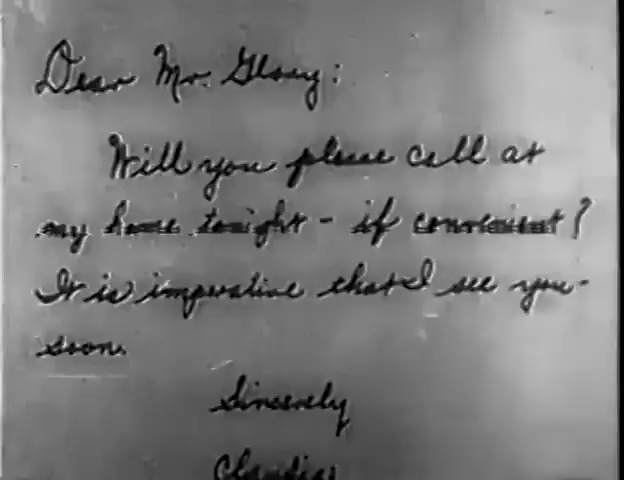 Dear Mr. Glory:
Will you please call at
my home tonight - if convenient?
It is imperative that I see you -
soon.
Sincerely